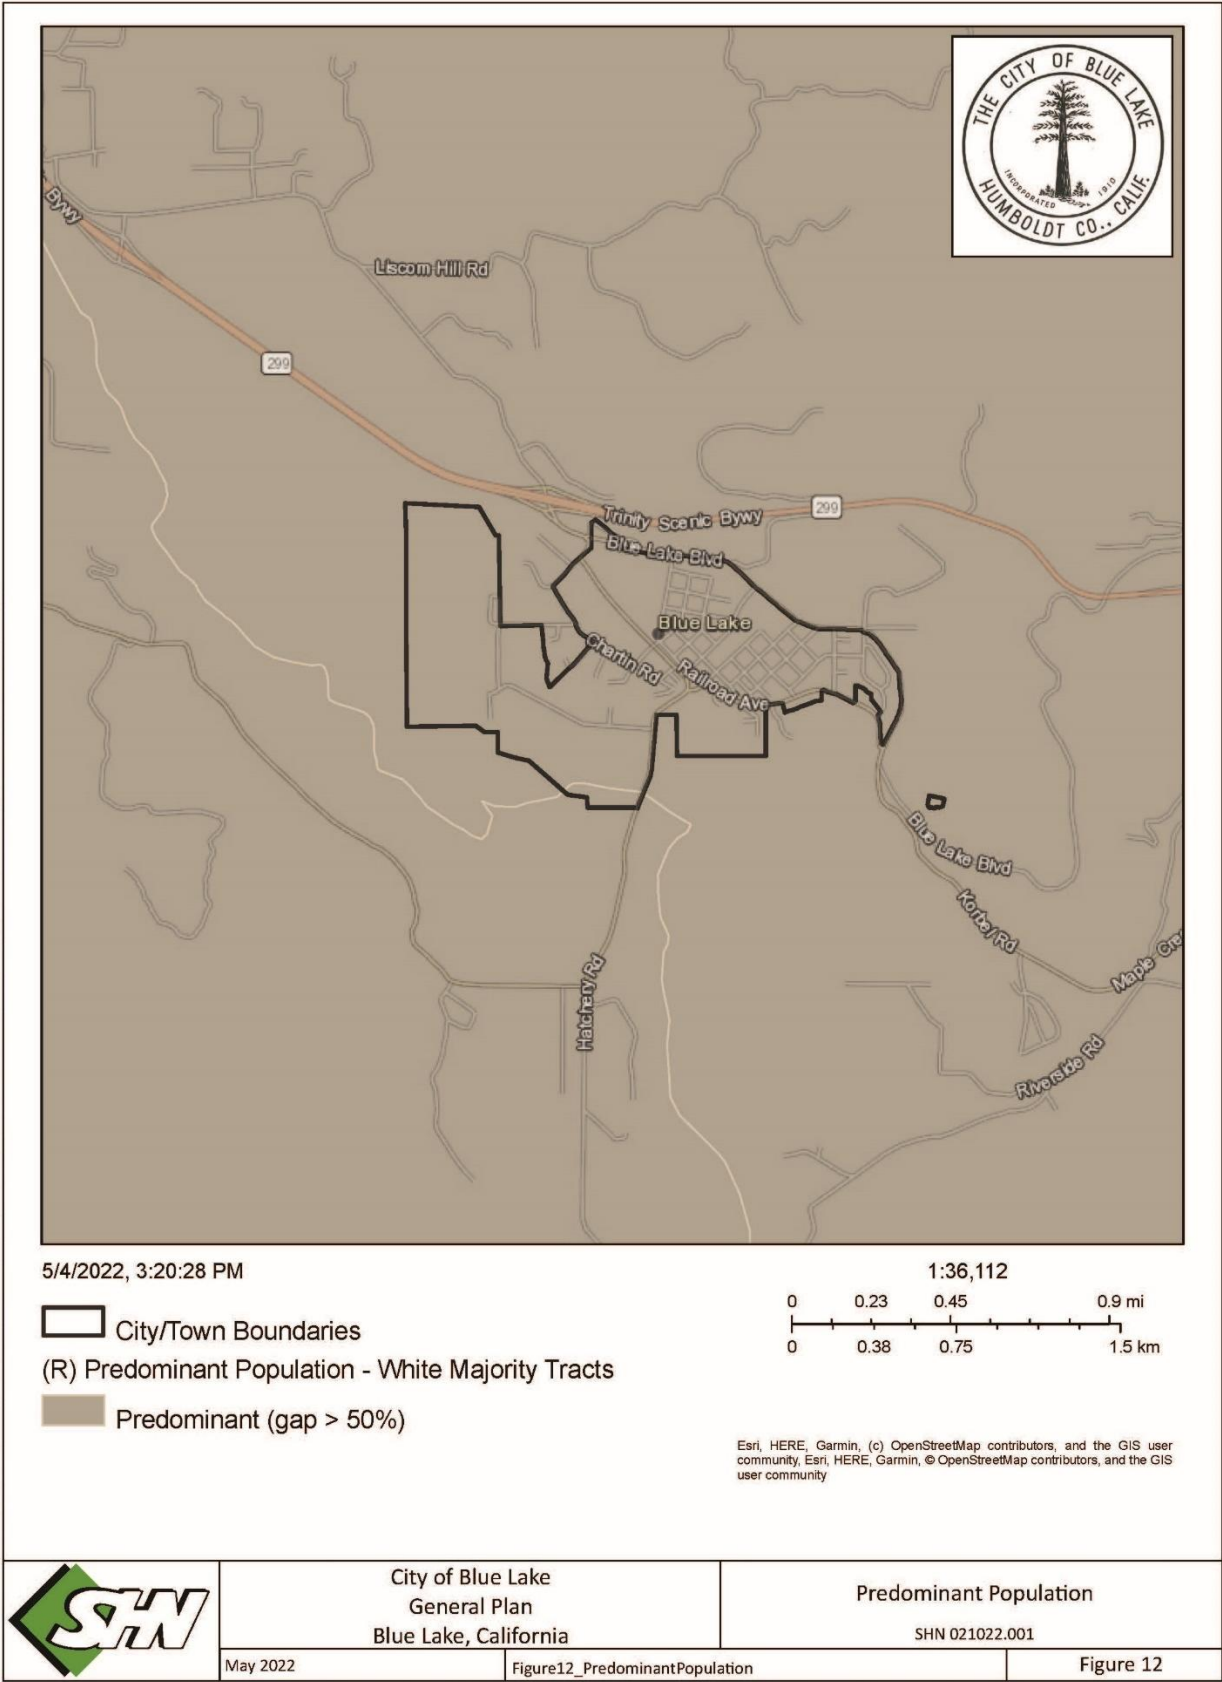 THE CITY OF BLUE LAKE
INCORPORATED 1910
HUMBOLDT CO., CALIF.
Bywy
Liscom Hill Rd
299
299
Trinity Scenic Bywy
Blue Lake Blvd
Blue Lake
Chartin Rd
Railroad Ave
Blue Lake Blvd
Korbel Rd
Maple Cre
Hatchery Rd
Riverside Rd
5/4/2022, 3:20:28 PM
1:36,112
0 0.23 0.45 0.9 mi
0 0.38 0.75 1.5 km
City/Town Boundaries
(R) Predominant Population - White Majority Tracts
Predominant (gap > 50%)
Esri, HERE, Garmin, (c) OpenStreetMap contributors, and the GIS user
community, Esri, HERE, Garmin, © OpenStreetMap contributors, and the GIS
user community
SHN
City of Blue Lake
General Plan
Blue Lake, California
Predominant Population
SHN 021022.001
May 2022
Figure12_PredominantPopulation
Figure 12